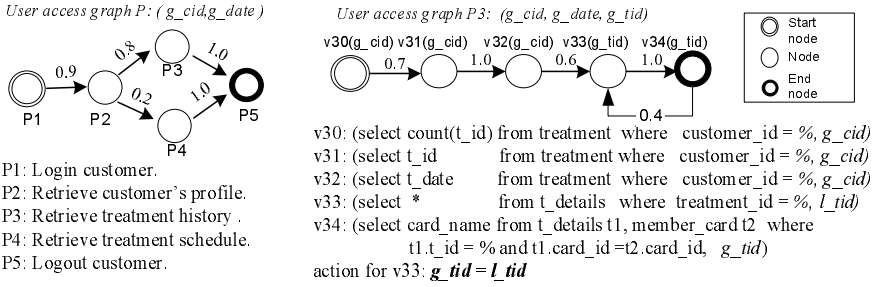 User access graph P: ( g_cid,g_date )
0.9
0.8
1.0
0.2
1.0
P1
P2
P3
P4
P5
P1: Login customer.
P2: Retrieve customer's profile.
P3: Retrieve treatment history .
P4: Retrieve treatment schedule.
P5: Logout customer.
User access graph P3: (g_cid, g_date, g_tid)
v30(g_cid) v31(g_cid) v32(g_cid) v33(g_tid) v34(g_tid)
0.7
1.0
0.6
1.0
0.4
Start node
Node
End node
v30: (select count(t_id) from treatment where customer_id = %, g_cid)
v31: (select t_id from treatment where customer_id = %, g_cid)
v32: (select t_date from treatment where customer_id = %, g_cid)
v33: (select * from t_details where treatment_id = %, l_tid)
v34: (select card_name from t_details t1, member_card t2 where
t1.t_id = % and t1.card_id =t2.card_id, g_tid)
action for v33: g_tid = l_tid